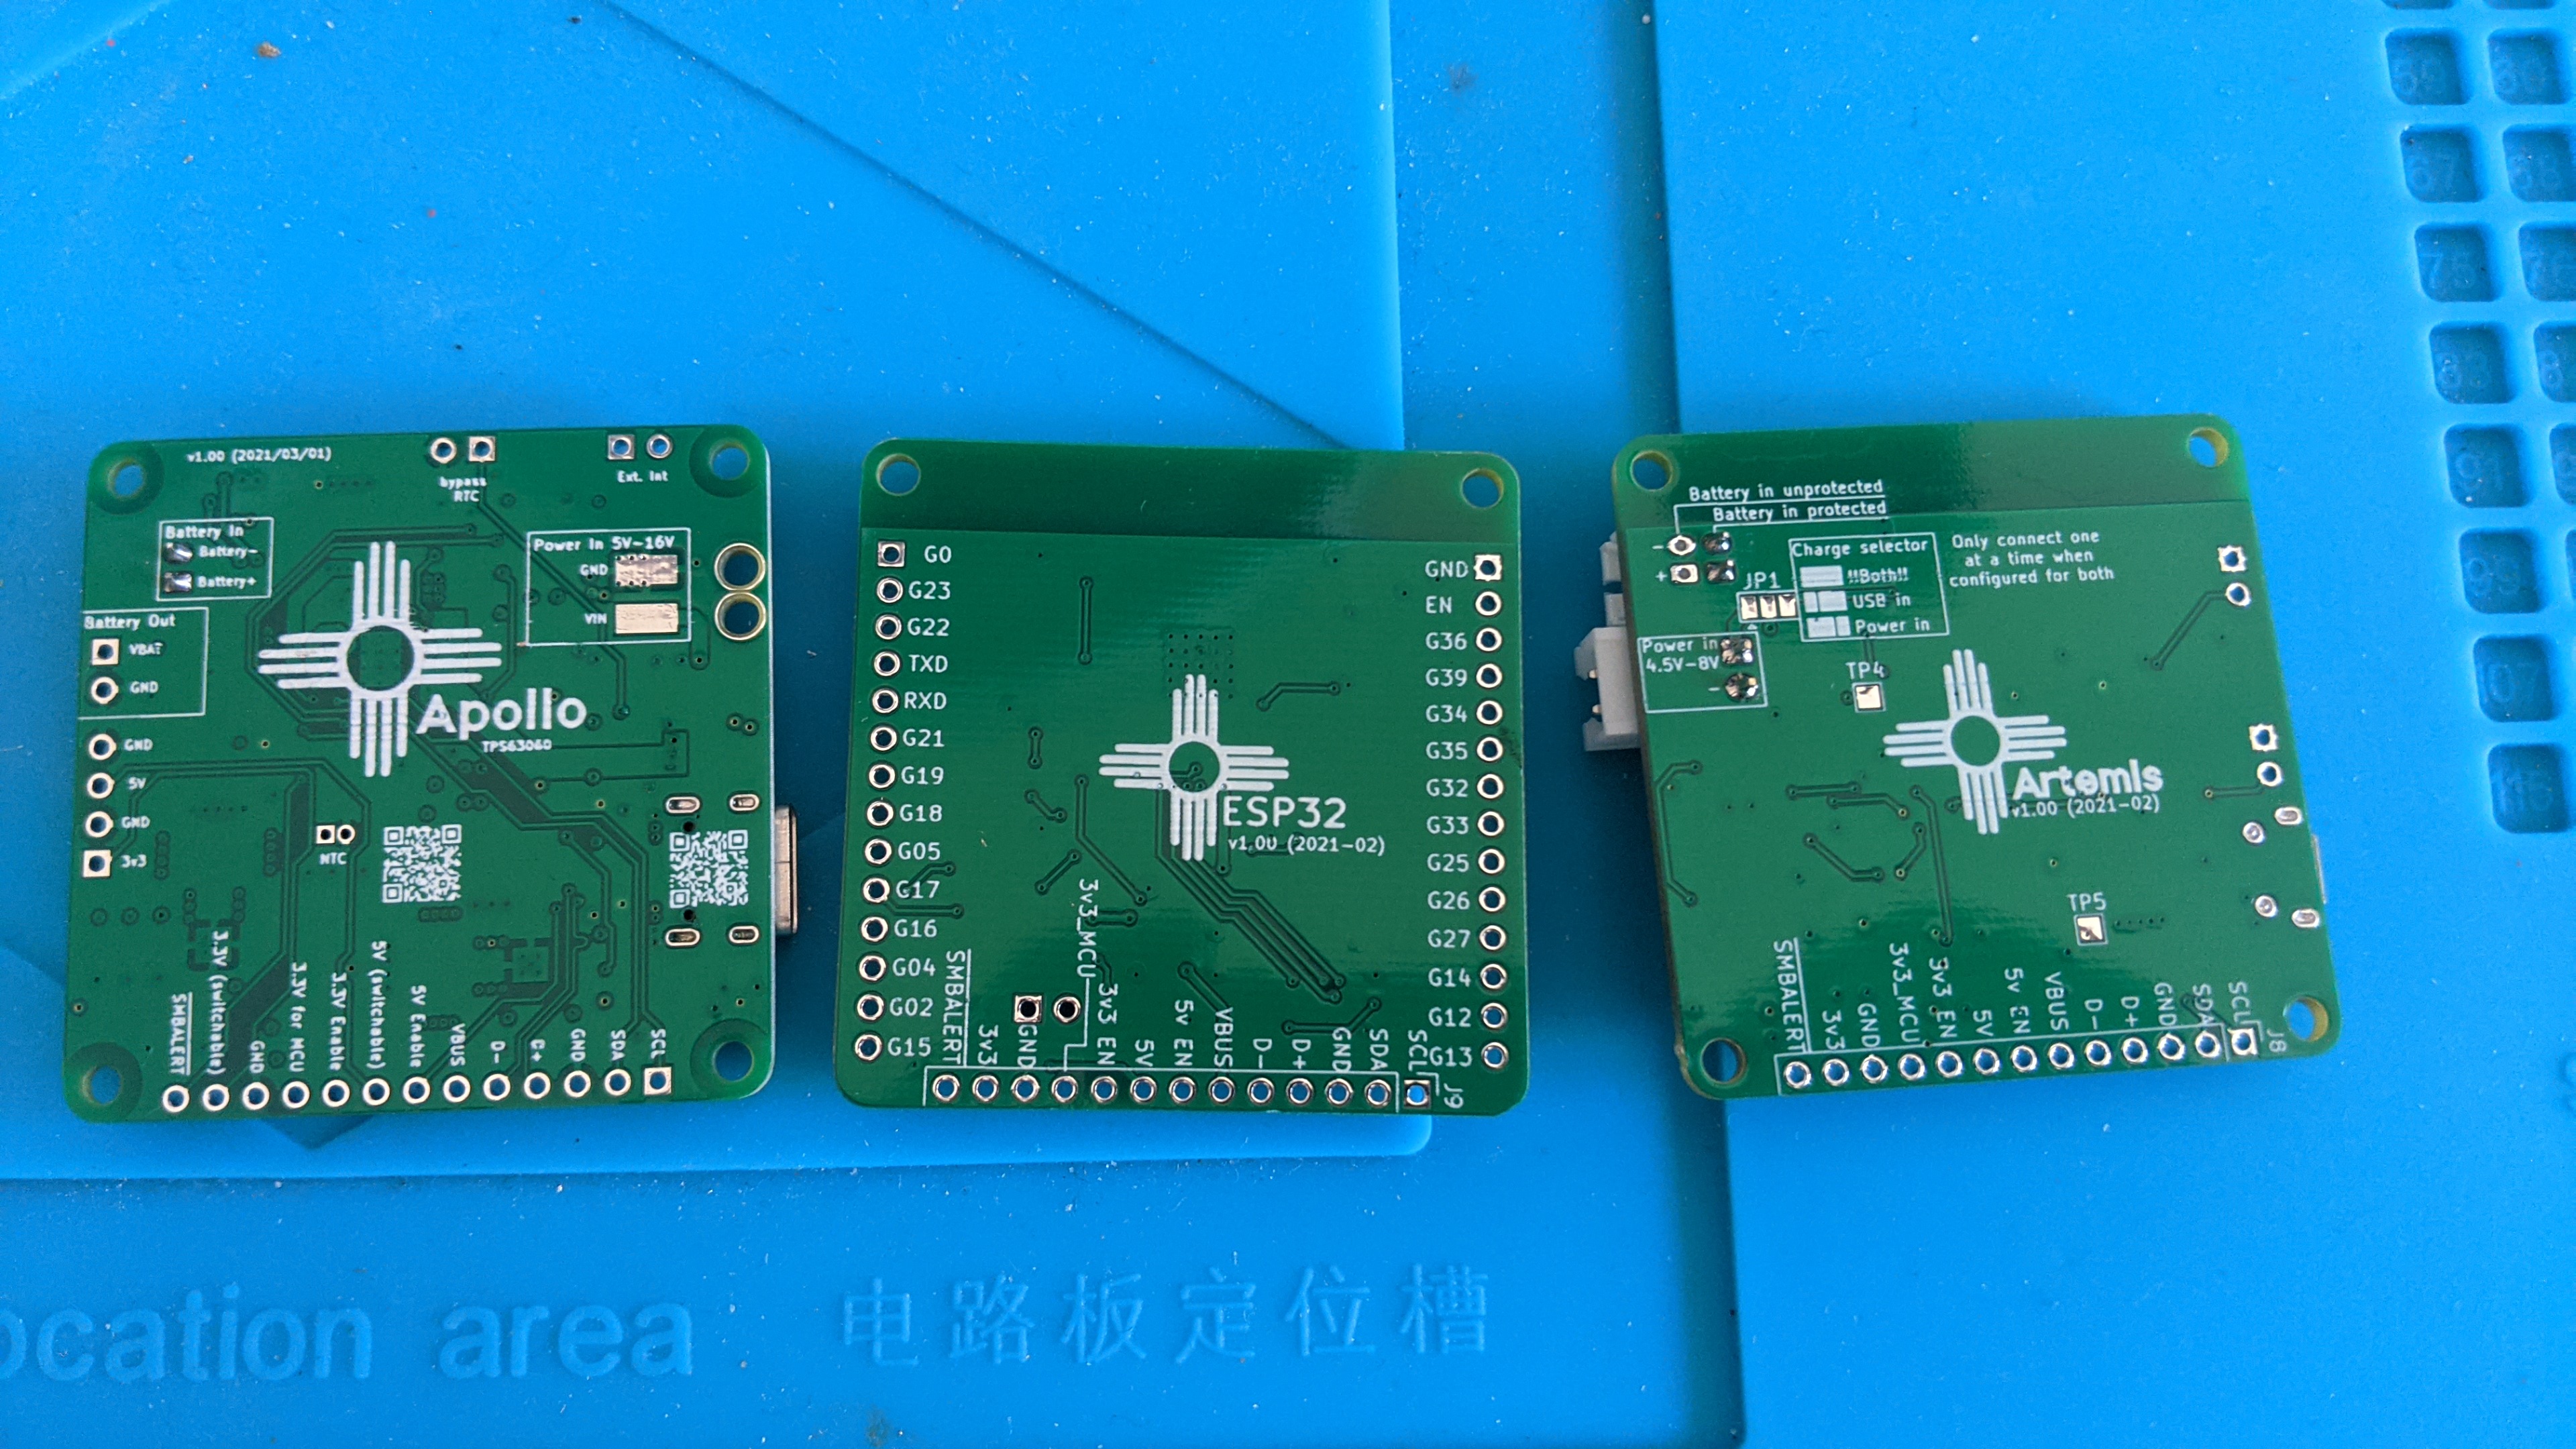 v1.00 (2021/03/01)
bypass
RTC
Ext. Int
Battery In
Battery-
Battery+
Power In 5V-16V
GND
VIN
Battery Out
VBAT
GND
GND
5V
GND
3v3
Apollo
TPS63060
NTC
SMBALERT
3.3V (switchable)
GND
3.3V for MCU
3.3V Enable
5V (switchable)
5V Enable
VBUS
D-
D+
GND
SDA
SCL
G0
G23
G22
TXD
RXD
G21
G19
G18
G05
G17
G16
G04
G02
G15
GND
EN
G36
G39
G34
G35
G32
G33
G25
G26
G27
G14
G12
G13
ESP32
v1.00 (2021-02)
SMBALERT
3v3
GND
3v3_MCU
3v3 EN
5V
5v EN
VBUS
D-
D+
GND
SDA
SCL
J9
Battery in unprotected
Battery in protected
-
+
Charge selector
!!Both!!
USB in
Power in
JP1
Only connect one
at a time when
configured for both
Power in
4.5V-8V
-
TP4
Artemis
v1.00 (2021-02)
TP5
SMBALERT
3v3
GND
3v3_MCU
3v3 EN
5V
5v EN
VBUS
D-
D+
GND
SDA
SCL
J8
ocation area
电路板定位槽
91
107
115